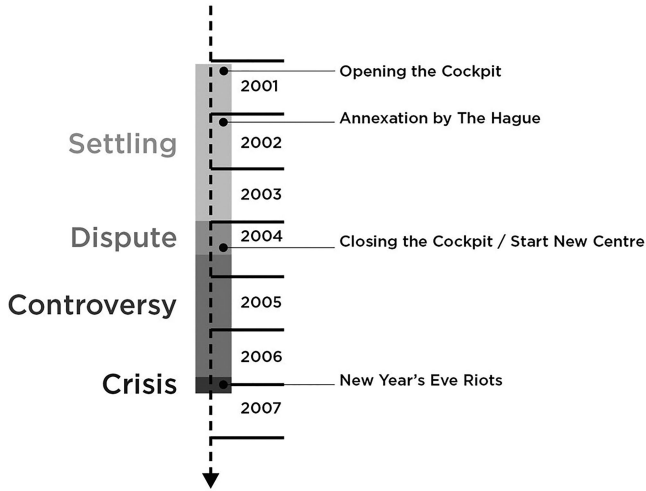 Opening the Cockpit
2001
Annexation by The Hague
Settling
2002
2003
Dispute
2004
Closing the Cockpit / Start New Centre
Controversy
2005
2006
Crisis
New Year's Eve Riots
2007